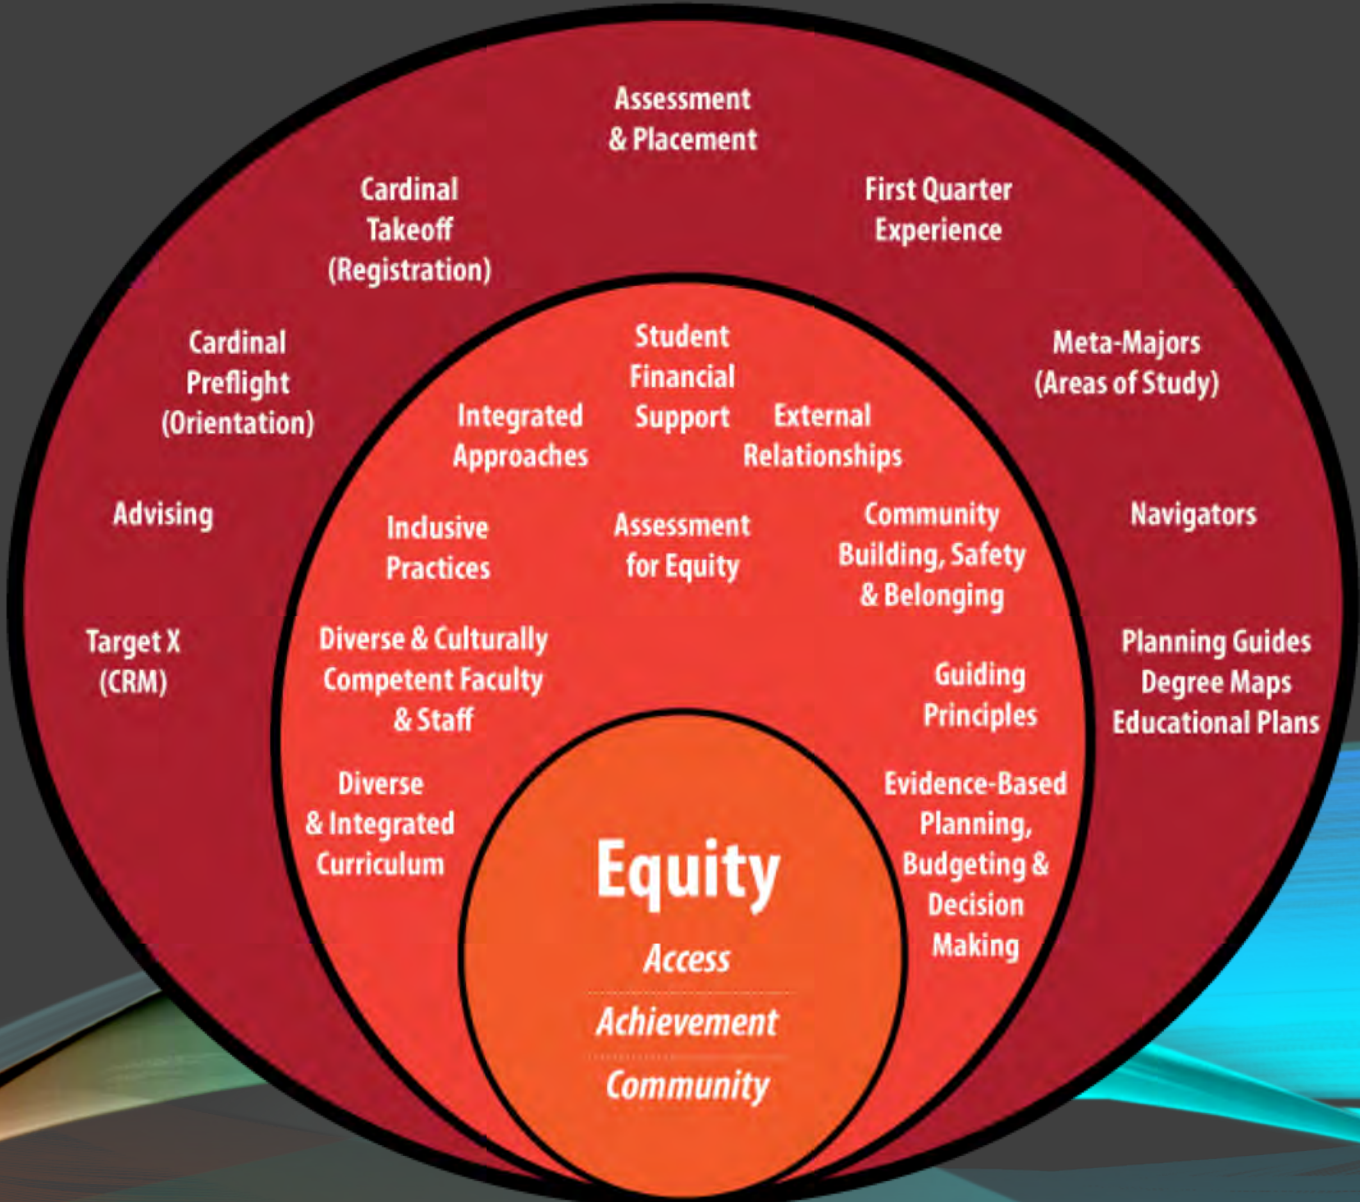 Assessment
& Placement
Cardinal
Takeoff
(Registration)
First Quarter
Experience
Cardinal
Preflight
(Orientation)
Meta-Majors
(Areas of Study)
Advising
Navigators
Target X
(CRM)
Planning Guides
Degree Maps
Educational Plans
Student
Financial
Support
Integrated
Approaches
External
Relationships
Inclusive
Practices
Assessment
for Equity
Community
Building, Safety
& Belonging
Diverse & Culturally
Competent Faculty
& Staff
Guiding
Principles
Diverse
& Integrated
Curriculum
Evidence-Based
Planning,
Budgeting &
Decision
Making
Equity
Access
Achievement
Community